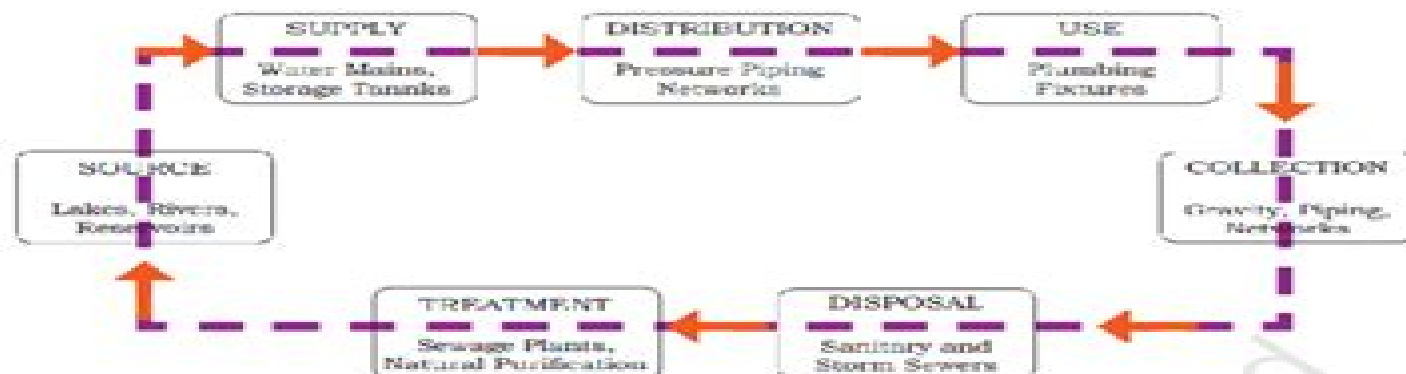 SUPPLY
Water Mains,
Storage Tannks
DISTRIBUTION
Pressure Piping
Networks
USE
Plumbing
Fixtures
SOURCE
Lakes, Rivers,
Reservoirs
COLLECTION
Gravity, Piping,
Networks
TREATMENT
Sewage Plants,
Natural Purification
DISPOSAL
Sanitary and
Storm Sewers